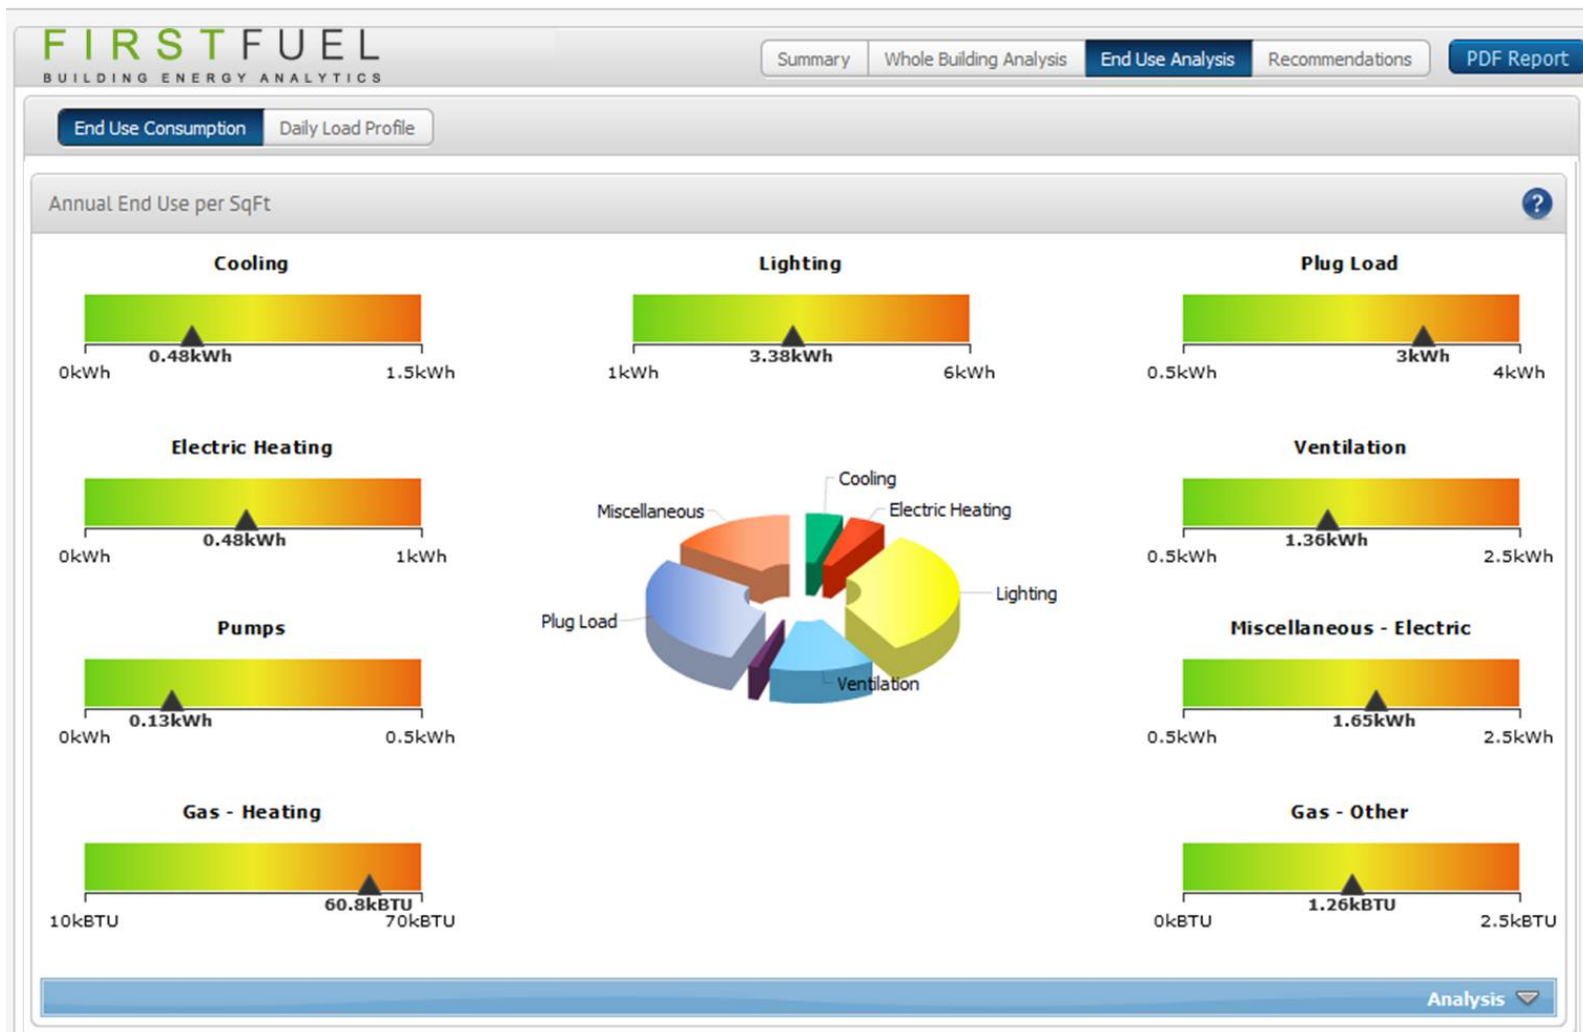 FIRSTFUEL
BUILDING ENERGY ANALYTICS
Summary
Whole Building Analysis
End Use Analysis
Recommendations
PDF Report
End Use Consumption
Daily Load Profile
Annual End Use per SqFt
?
Cooling
0.48kWh
0kWh
1.5kWh
Lighting
3.38kWh
1kWh
6kWh
Plug Load
3kWh
0.5kWh
4kWh
Electric Heating
0.48kWh
0kWh
1kWh
Cooling
Electric Heating
Miscellaneous
Lighting
Plug Load
Ventilation
Ventilation
1.36kWh
0.5kWh
2.5kWh
Pumps
0.13kWh
0kWh
0.5kWh
Miscellaneous - Electric
1.65kWh
0.5kWh
2.5kWh
Gas - Heating
60.8kBTU
10kBTU
70kBTU
Gas - Other
1.26kBTU
0kBTU
2.5kBTU
Analysis